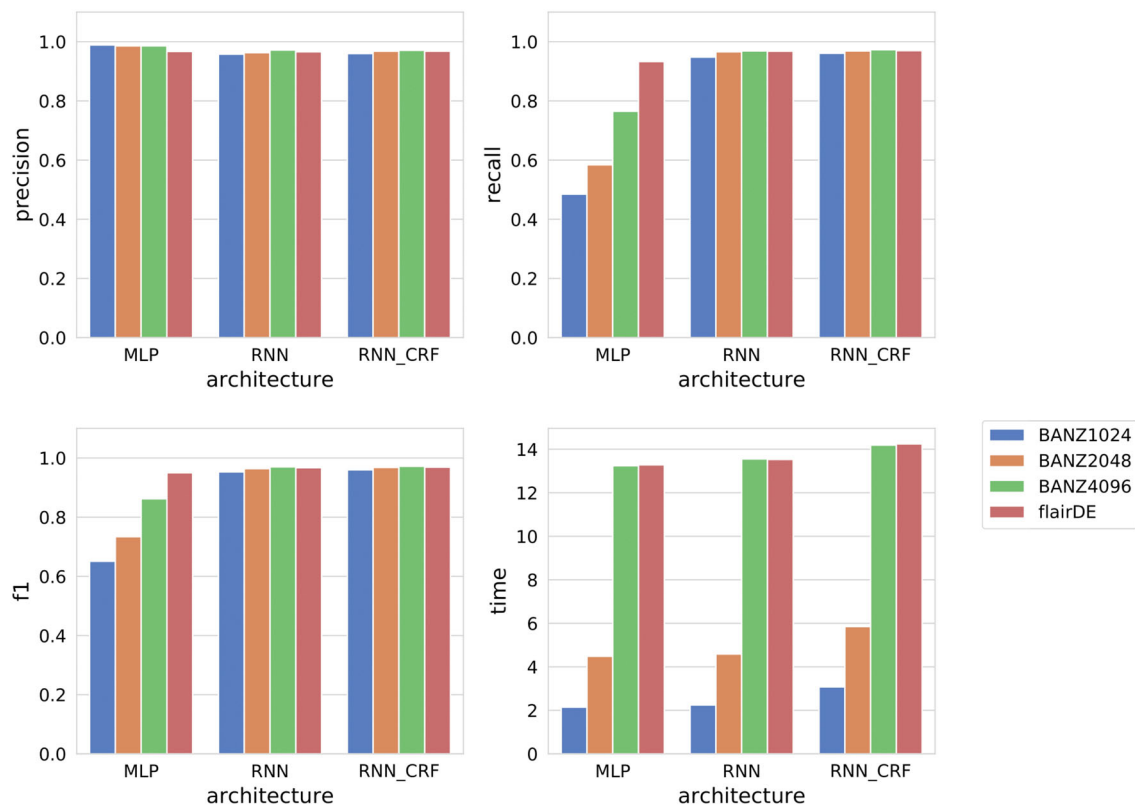 precision
1.0
0.8
0.6
0.4
0.2
0.0
MLP RNN RNN_CRF
architecture
recall
1.0
0.8
0.6
0.4
0.2
0.0
MLP RNN RNN_CRF
architecture
f1
1.0
0.8
0.6
0.4
0.2
0.0
MLP RNN RNN_CRF
architecture
time
14
12
10
8
6
4
2
0
MLP RNN RNN_CRF
architecture
BANZ1024
BANZ2048
BANZ4096
flairDE